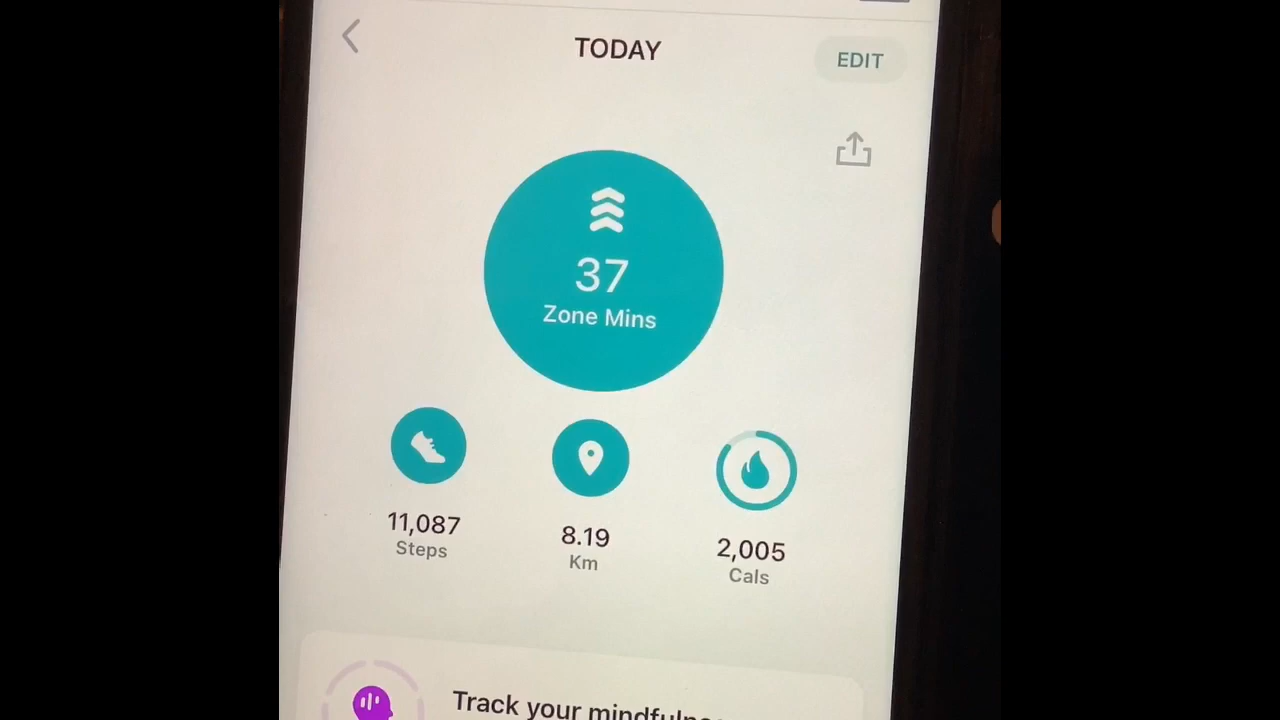 TODAY
EDIT
37
Zone Mins
11,087
Steps
8.19
Km
2,005
Cals
Track your